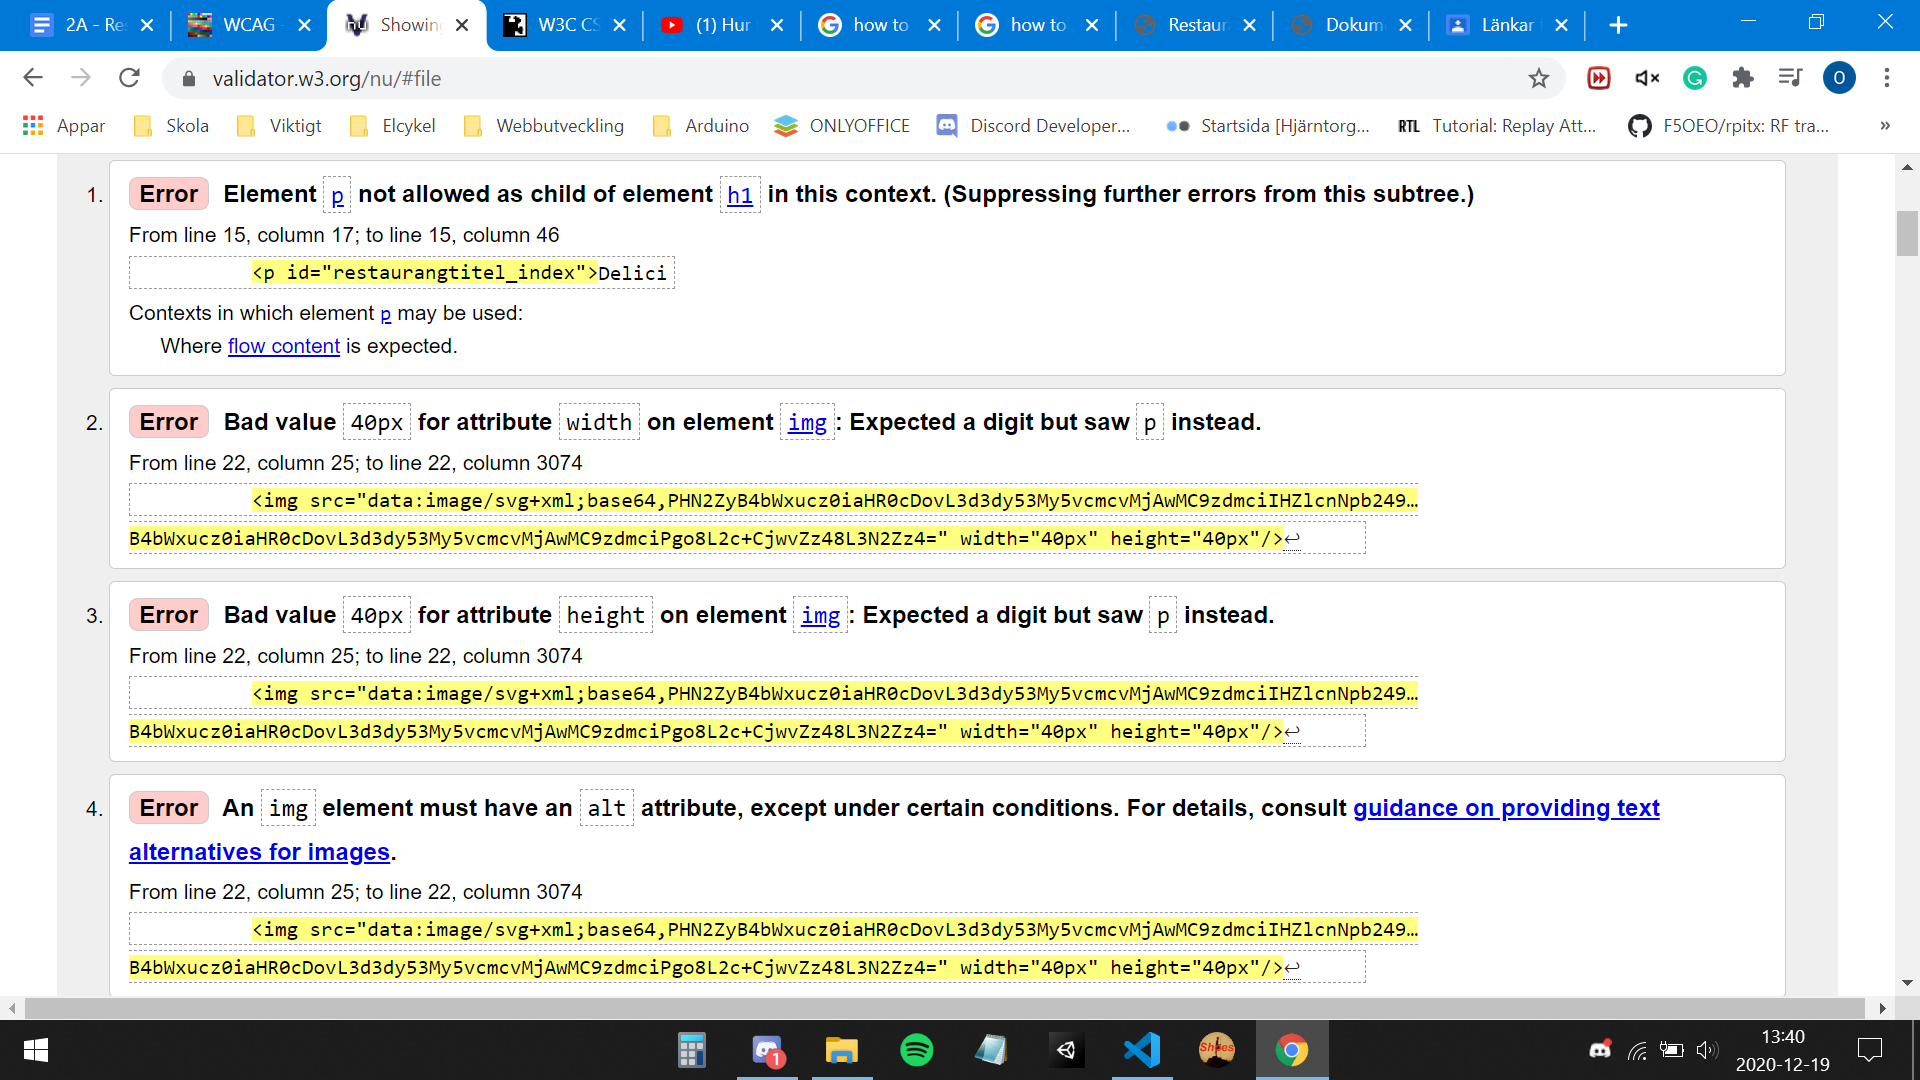 2A - Re
WCAG
Showing
W3C CS
(1) Hur
how to
how to
Restaur
Dokum
Länkar
validator.w3.org/nu/#file
O
Appar
Skola
Viktigt
Elcykel
Webbutveckling
Arduino
ONLYOFFICE
Discord Developer...
Startsida [Hjärntorg...
RTL Tutorial: Replay Att...
F5OEO/rpitx: RF tra...
»
1. Error Element p not allowed as child of element h1 in this context. (Suppressing further errors from this subtree.)
From line 15, column 17; to line 15, column 46
<p id="restaurangtitel_index">Delici
Contexts in which element p may be used:
Where flow content is expected.
2. Error Bad value 40px for attribute width on element img: Expected a digit but saw p instead.
From line 22, column 25; to line 22, column 3074
<img src="data:image/svg+xml;base64,PHN2ZyB4bWxucz0iaHR0cDovL3d3dy53My5vcmcvMjAwMC9zdmciIHZlcnNpb249…
B4bWxucz0iaHR0cDovL3d3dy53My5vcmcvMjAwMC9zdmciPgo8L2c+CjwvZz48L3N2Zz4=" width="40px" height="40px"/>↩
3. Error Bad value 40px for attribute height on element img: Expected a digit but saw p instead.
From line 22, column 25; to line 22, column 3074
<img src="data:image/svg+xml;base64,PHN2ZyB4bWxucz0iaHR0cDovL3d3dy53My5vcmcvMjAwMC9zdmciIHZlcnNpb249…
B4bWxucz0iaHR0cDovL3d3dy53My5vcmcvMjAwMC9zdmciPgo8L2c+CjwvZz48L3N2Zz4=" width="40px" height="40px"/>↩
4. Error An img element must have an alt attribute, except under certain conditions. For details, consult guidance on providing text
alternatives for images.
From line 22, column 25; to line 22, column 3074
<img src="data:image/svg+xml;base64,PHN2ZyB4bWxucz0iaHR0cDovL3d3dy53My5vcmcvMjAwMC9zdmciIHZlcnNpb249…
B4bWxucz0iaHR0cDovL3d3dy53My5vcmcvMjAwMC9zdmciPgo8L2c+CjwvZz48L3N2Zz4=" width="40px" height="40px"/>↩
1
Shoes
13:40
2020-12-19